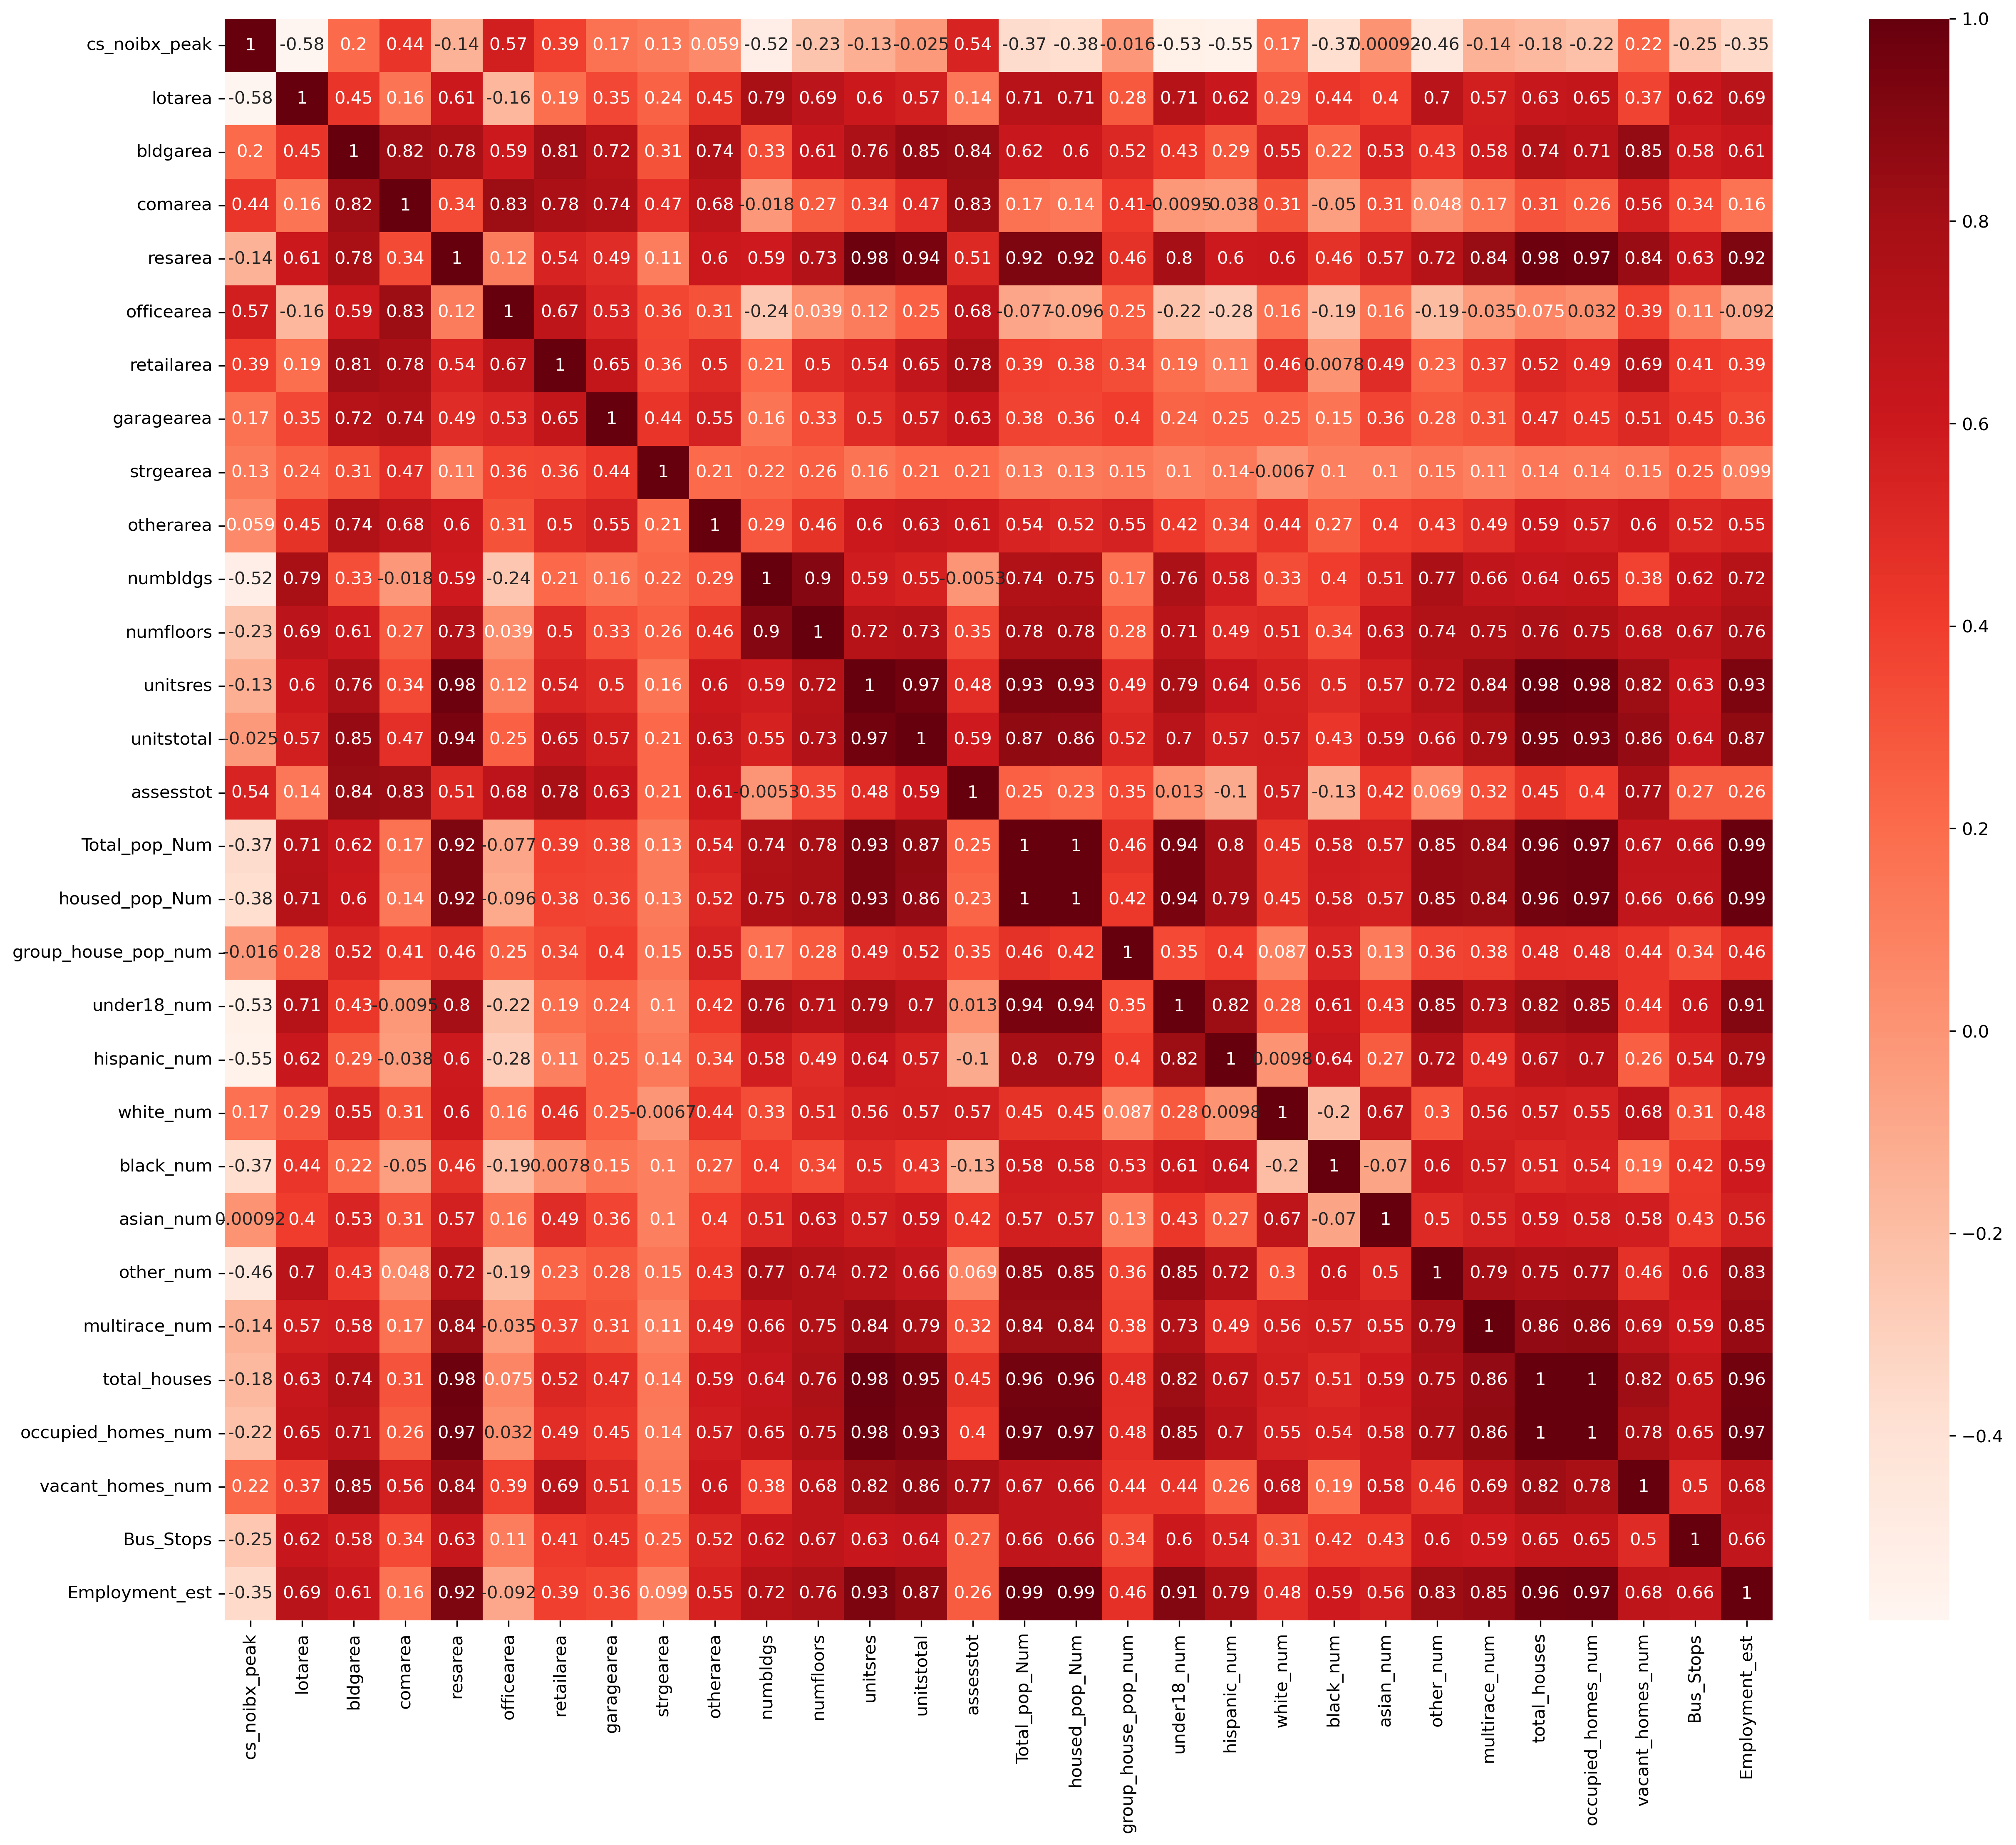 cs_noibx_peak 1 -0.58 0.2 0.44 -0.14 0.57 0.39 0.17 0.13 0.059 -0.52 -0.23 -0.13 -0.025 0.54 -0.37 -0.38 -0.016 -0.53 -0.55 0.17 -0.37 -0.46 -0.14 -0.18 -0.22 0.22 -0.25 -0.35
lotarea -0.58 1 0.45 0.16 0.61 -0.16 0.19 0.35 0.24 0.45 0.79 0.69 0.6 0.57 0.14 0.71 0.71 0.28 0.71 0.62 0.29 0.44 0.4 0.7 0.57 0.63 0.65 0.37 0.62 0.69
bldgarea 0.2 0.45 1 0.82 0.78 0.59 0.81 0.72 0.31 0.74 0.33 0.61 0.76 0.85 0.84 0.62 0.6 0.52 0.43 0.29 0.55 0.22 0.53 0.43 0.58 0.74 0.71 0.85 0.58 0.61
comarea 0.44 0.16 0.82 1 0.34 0.83 0.78 0.74 0.47 0.68 -0.018 0.27 0.34 0.47 0.83 0.17 0.14 0.41 -0.0095 -0.038 0.31 -0.05 0.31 0.048 0.17 0.31 0.26 0.56 0.34 0.16
resarea -0.14 0.61 0.78 0.34 1 0.12 0.54 0.49 0.11 0.6 0.59 0.73 0.98 0.94 0.51 0.92 0.92 0.46 0.8 0.6 0.6 0.46 0.57 0.72 0.84 0.98 0.97 0.84 0.63 0.92
officearea 0.57 -0.16 0.59 0.83 0.12 1 0.67 0.53 0.36 0.31 -0.24 0.039 0.12 0.25 0.68 -0.077 -0.096 0.25 -0.22 -0.28 0.16 -0.19 0.16 -0.19 -0.035 0.075 0.032 0.39 0.11 -0.092
retailarea 0.39 0.19 0.81 0.78 0.54 0.67 1 0.65 0.36 0.5 0.21 0.5 0.54 0.65 0.78 0.39 0.38 0.34 0.19 0.11 0.46 0.0078 0.49 0.23 0.37 0.52 0.49 0.69 0.41 0.39
garagearea 0.17 0.35 0.72 0.74 0.49 0.53 0.65 1 0.44 0.55 0.16 0.33 0.5 0.57 0.63 0.38 0.36 0.4 0.24 0.25 0.25 0.15 0.36 0.28 0.31 0.47 0.45 0.51 0.45 0.36
strgearea 0.13 0.24 0.31 0.47 0.11 0.36 0.36 0.44 1 0.21 0.22 0.26 0.16 0.21 0.21 0.13 0.13 0.15 0.1 0.14 -0.0067 0.1 0.1 0.15 0.11 0.14 0.14 0.15 0.25 0.099
otherarea 0.059 0.45 0.74 0.68 0.6 0.31 0.5 0.55 0.21 1 0.29 0.46 0.6 0.63 0.61 0.54 0.52 0.55 0.42 0.34 0.44 0.27 0.4 0.43 0.49 0.59 0.57 0.6 0.52 0.55
numbldgs -0.52 0.79 0.33 -0.018 0.59 -0.24 0.21 0.16 0.22 0.29 1 0.9 0.59 0.55 -0.0053 0.74 0.75 0.17 0.76 0.58 0.33 0.4 0.51 0.77 0.66 0.64 0.65 0.38 0.62 0.72
numfloors -0.23 0.69 0.61 0.27 0.73 0.039 0.5 0.33 0.26 0.46 0.9 1 0.72 0.73 0.35 0.78 0.78 0.28 0.71 0.49 0.51 0.34 0.63 0.74 0.75 0.76 0.75 0.68 0.67 0.76
unitsres -0.13 0.6 0.76 0.34 0.98 0.12 0.54 0.5 0.16 0.6 0.59 0.72 1 0.97 0.48 0.93 0.93 0.49 0.79 0.64 0.56 0.5 0.57 0.72 0.84 0.98 0.98 0.82 0.63 0.93
unitstotal -0.025 0.57 0.85 0.47 0.94 0.25 0.65 0.57 0.21 0.63 0.55 0.73 0.97 1 0.59 0.87 0.86 0.52 0.7 0.57 0.57 0.43 0.59 0.66 0.79 0.95 0.93 0.86 0.64 0.87
assesstot 0.54 0.14 0.84 0.83 0.51 0.68 0.78 0.63 0.21 0.61 -0.0053 0.35 0.48 0.59 1 0.25 0.23 0.35 0.013 -0.1 0.57 -0.13 0.42 0.069 0.32 0.45 0.4 0.77 0.27 0.26
Total_pop_Num -0.37 0.71 0.62 0.17 0.92 -0.077 0.39 0.38 0.13 0.54 0.74 0.78 0.93 0.87 0.25 1 1 0.46 0.94 0.8 0.45 0.58 0.57 0.85 0.84 0.96 0.97 0.67 0.66 0.99
housed_pop_Num -0.38 0.71 0.6 0.14 0.92 -0.096 0.38 0.36 0.13 0.52 0.75 0.78 0.93 0.86 0.23 1 1 0.42 0.94 0.79 0.45 0.58 0.57 0.85 0.84 0.96 0.97 0.66 0.66 0.99
group_house_pop_num -0.016 0.28 0.52 0.41 0.46 0.25 0.34 0.4 0.15 0.55 0.17 0.28 0.49 0.52 0.35 0.46 0.42 1 0.35 0.4 0.087 0.53 0.13 0.36 0.38 0.48 0.48 0.44 0.34 0.46
under18_num -0.53 0.71 0.43 -0.0095 0.8 -0.22 0.19 0.24 0.1 0.42 0.76 0.71 0.79 0.7 0.013 0.94 0.94 0.35 1 0.82 0.28 0.61 0.43 0.85 0.73 0.82 0.85 0.44 0.6 0.91
hispanic_num -0.55 0.62 0.29 -0.038 0.6 -0.28 0.11 0.25 0.14 0.34 0.58 0.49 0.64 0.57 -0.1 0.8 0.79 0.4 0.82 1 0.0098 0.64 0.27 0.72 0.49 0.67 0.7 0.26 0.54 0.79
white_num 0.17 0.29 0.55 0.31 0.6 0.16 0.46 0.25 -0.0067 0.44 0.33 0.51 0.56 0.57 0.57 0.45 0.45 0.087 0.28 0.0098 1 -0.2 0.67 0.3 0.56 0.57 0.55 0.68 0.31 0.48
black_num -0.37 0.44 0.22 -0.05 0.46 -0.19 0.0078 0.15 0.1 0.27 0.4 0.34 0.5 0.43 -0.13 0.58 0.58 0.53 0.61 0.64 -0.2 1 -0.07 0.6 0.57 0.51 0.54 0.19 0.42 0.59
asian_num 0.4 0.53 0.31 0.57 0.16 0.49 0.36 0.1 0.4 0.51 0.63 0.57 0.59 0.42 0.57 0.57 0.13 0.43 0.27 0.67 -0.07 1 0.5 0.55 0.59 0.58 0.58 0.43 0.56
other_num -0.46 0.7 0.43 0.048 0.72 -0.19 0.23 0.28 0.15 0.43 0.77 0.74 0.72 0.66 0.069 0.85 0.85 0.36 0.85 0.72 0.3 0.6 0.5 1 0.79 0.75 0.77 0.46 0.6 0.83
multirace_num -0.14 0.57 0.58 0.17 0.84 -0.035 0.37 0.31 0.11 0.49 0.66 0.75 0.84 0.79 0.32 0.84 0.84 0.38 0.73 0.49 0.56 0.57 0.55 0.79 1 0.86 0.86 0.69 0.59 0.85
total_houses -0.18 0.63 0.74 0.31 0.98 0.075 0.52 0.47 0.14 0.59 0.64 0.76 0.98 0.95 0.45 0.96 0.96 0.48 0.82 0.67 0.57 0.51 0.59 0.75 0.86 1 1 0.82 0.65 0.96
occupied_homes_num -0.22 0.65 0.71 0.26 0.97 0.032 0.49 0.45 0.14 0.57 0.65 0.75 0.98 0.93 0.4 0.97 0.97 0.48 0.85 0.7 0.55 0.54 0.58 0.77 0.86 1 1 0.78 0.65 0.97
vacant_homes_num 0.22 0.37 0.85 0.56 0.84 0.39 0.69 0.51 0.15 0.6 0.38 0.68 0.82 0.86 0.77 0.67 0.66 0.44 0.44 0.26 0.68 0.19 0.58 0.46 0.69 0.82 0.78 1 0.5 0.68
Bus_Stops -0.25 0.62 0.58 0.34 0.63 0.11 0.41 0.45 0.25 0.52 0.62 0.67 0.63 0.64 0.27 0.66 0.66 0.34 0.6 0.54 0.31 0.42 0.43 0.6 0.59 0.65 0.65 0.5 1 0.66
Employment_est -0.35 0.69 0.61 0.16 0.92 -0.092 0.39 0.36 0.099 0.55 0.72 0.76 0.93 0.87 0.26 0.99 0.99 0.46 0.91 0.79 0.48 0.59 0.56 0.83 0.85 0.96 0.97 0.68 0.66 1
cs_noibx_peak lotarea bldgarea comarea resarea officearea retailarea garagearea strgearea otherarea numbldgs numfloors unitsres unitstotal assesstot Total_pop_Num housed_pop_Num group_house_pop_num under18_num hispanic_num white_num black_num asian_num other_num multirace_num total_houses occupied_homes_num vacant_homes_num Bus_Stops Employment_est
1.0
0.8
0.6
0.4
0.2
0.0
−0.2
−0.4